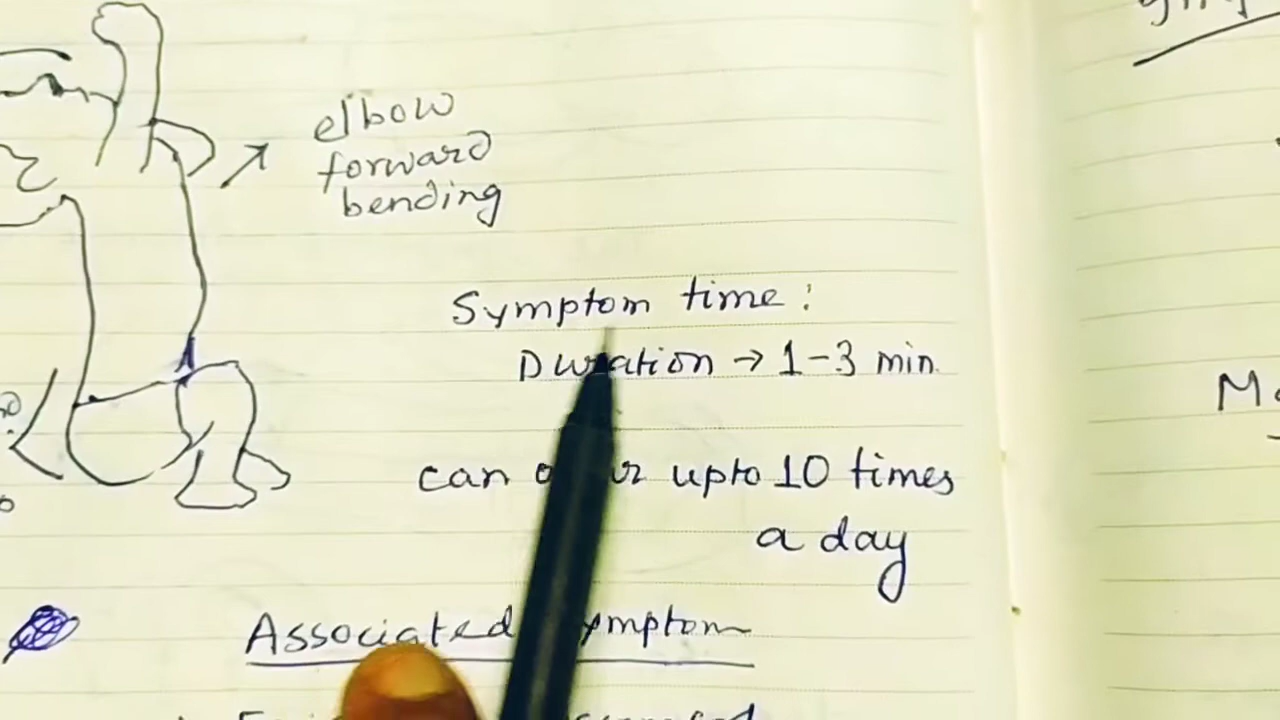 elbow
forward
bending
Symptom time:
Duration → 1-3 min.
can upto 10 times
a day
Associated